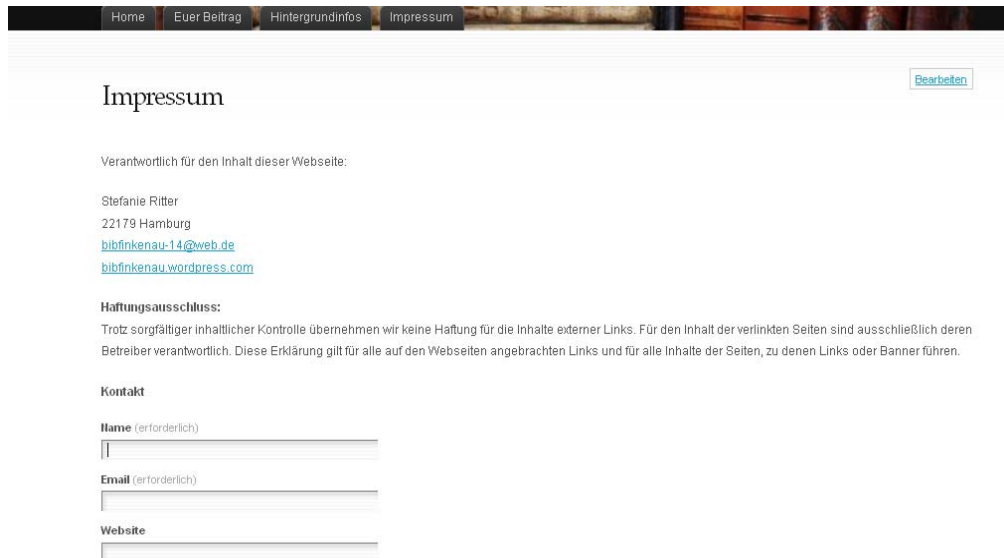 Home Euer Beitrag Hintergrundinfos Impressum
Bearbeiten
Impressum
Verantwortlich für den Inhalt dieser Webseite:
Stefanie Ritter
22179 Hamburg
bibfinkenau-14@web.de
bibfinkenau.wordpress.com
Haftungsausschluss:
Trotz sorgfältiger inhaltlicher Kontrolle übernehmen wir keine Haftung für die Inhalte externer Links. Für den Inhalt der verlinkten Seiten sind ausschließlich deren
Betreiber verantwortlich. Diese Erklärung gilt für alle auf den Webseiten angebrachten Links und für alle Inhalte der Seiten, zu denen Links oder Banner führen.
Kontakt
Name (erforderlich)
Email (erforderlich)
Website